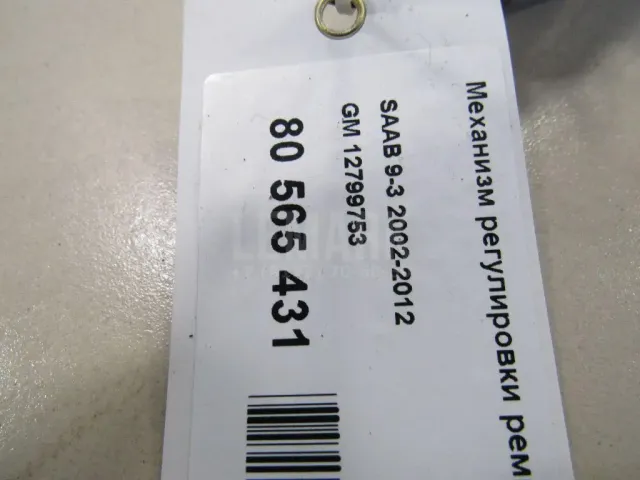 Механизм регулировки рем
SAAB 9-3 2002-2012
GM 12799753
80 565 431